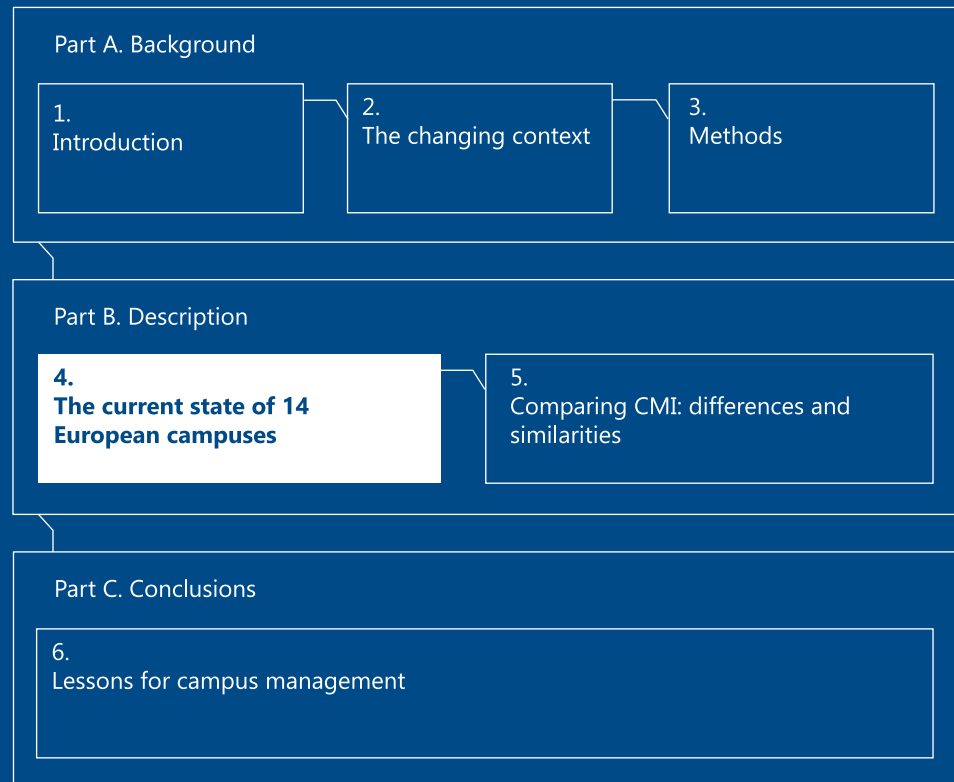 Part A. Background
1.
Introduction
2.
The changing context
3.
Methods
Part B. Description
4.
The current state of 14
European campuses
5.
Comparing CMI: differences and
similarities
Part C. Conclusions
6.
Lessons for campus management